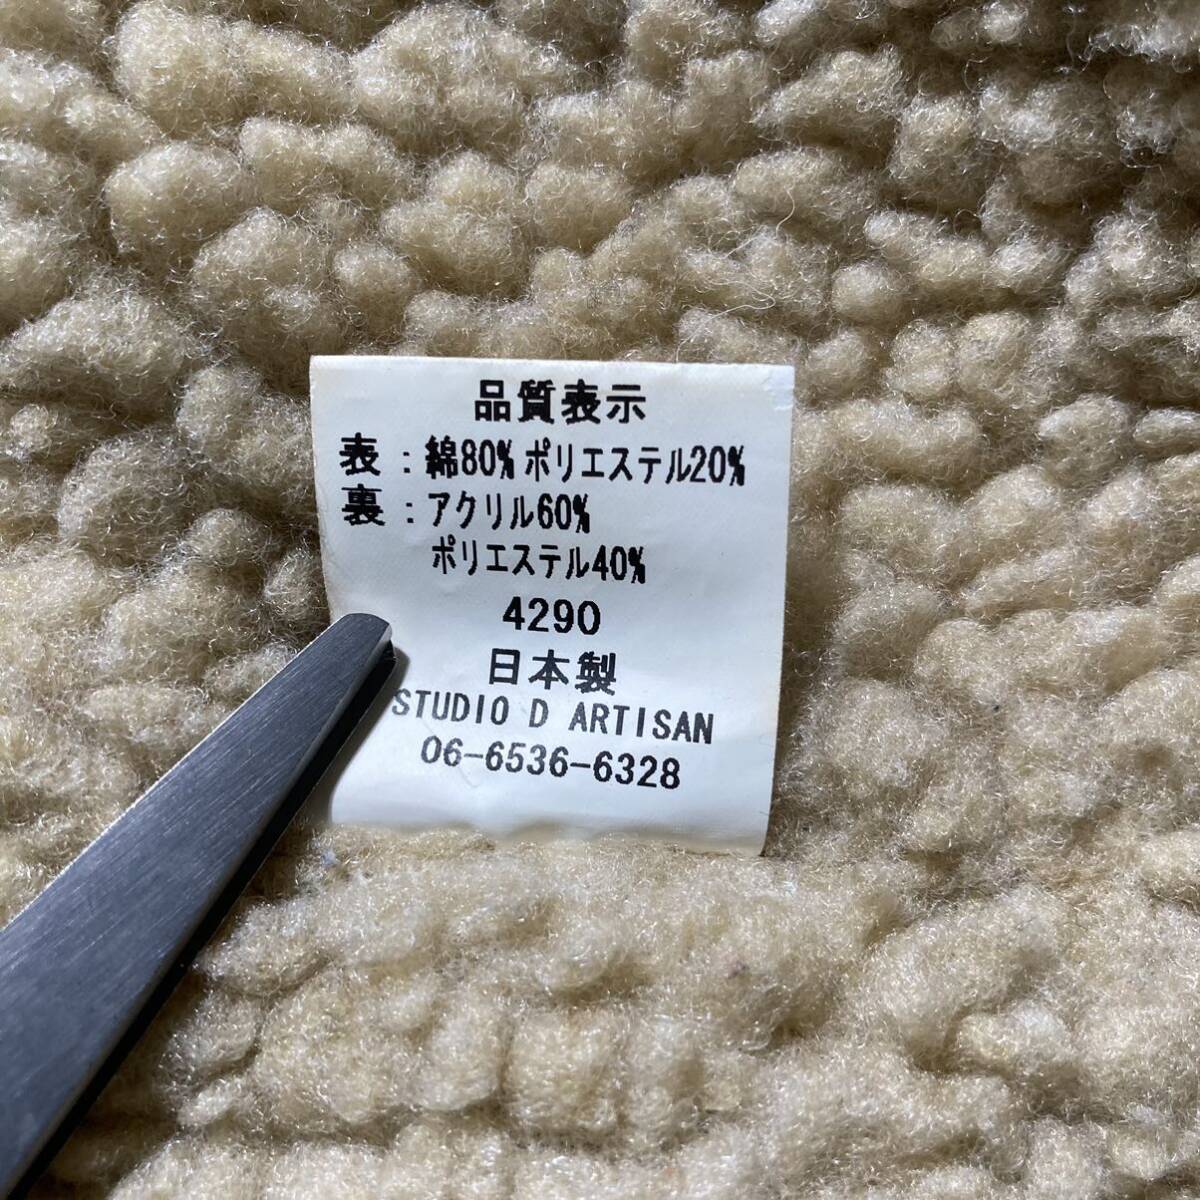 品質表示
表：綿80% ポリエステル20%
裏：アクリル60%
ポリエステル40%
4290
日本製
STUDIO D ARTISAN
06-6536-6328